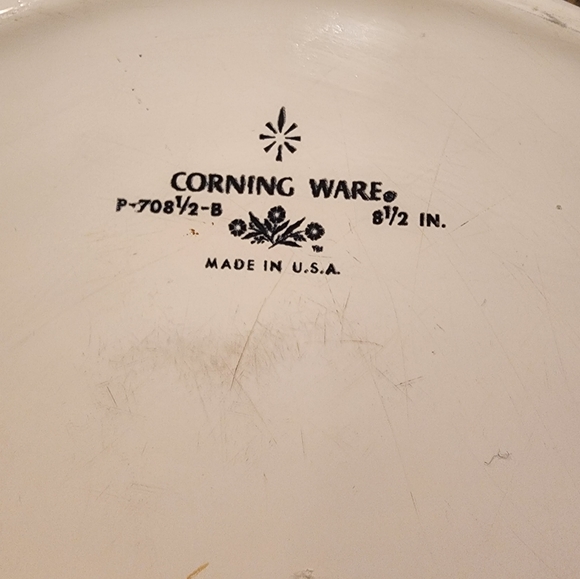 CORNING WARE®
P-708½-B 8½ IN.
TM
MADE IN U.S.A.